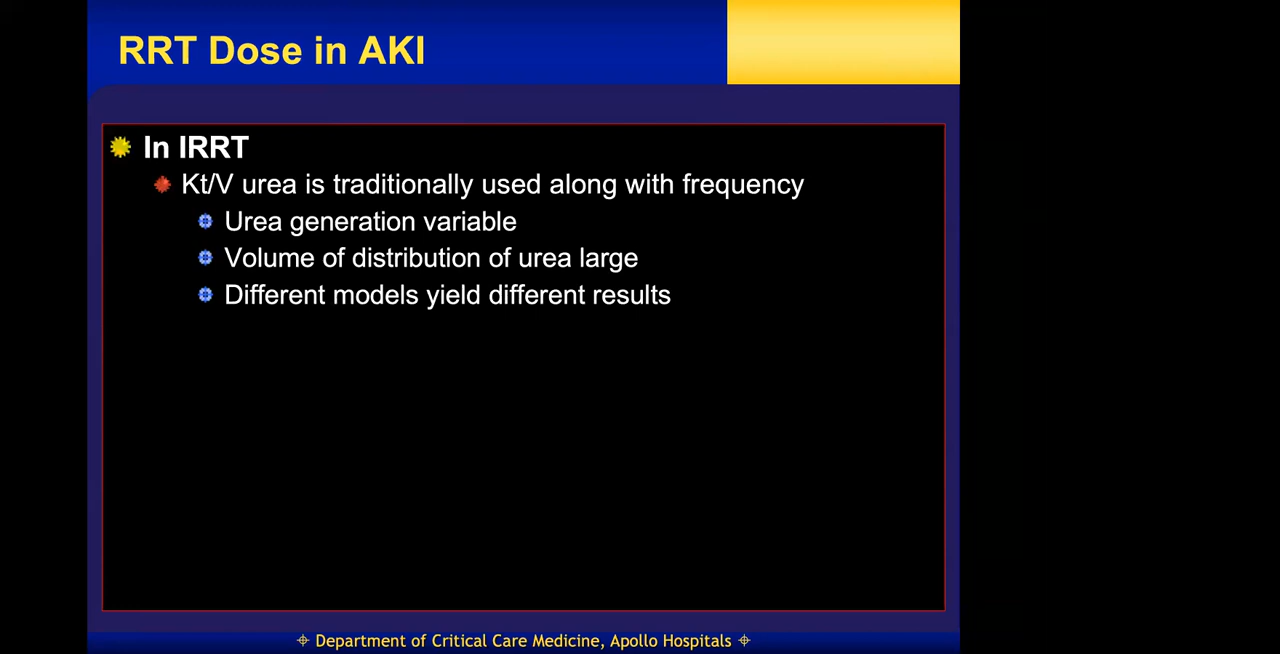 RRT Dose in AKI
In IRRT
Kt/V urea is traditionally used along with frequency
Urea generation variable
Volume of distribution of urea large
Different models yield different results
Department of Critical Care Medicine, Apollo Hospitals